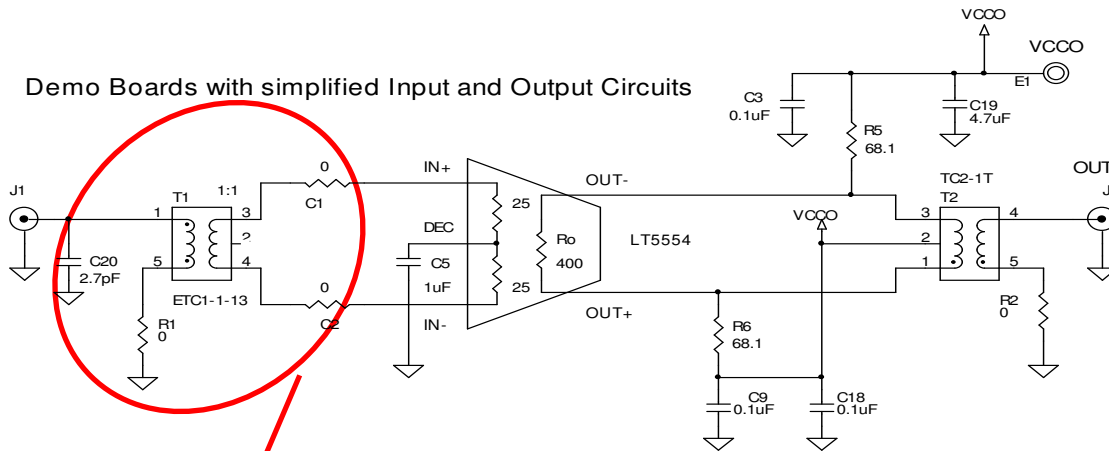 VCCO
VCCO
E1
Demo Boards with simplified Input and Output Circuits
C3
0.1uF
C19
4.7uF
R5
68.1
J1
T1
1:1
1
3
2
5
4
C20
2.7pF
ETC1-1-13
R1
0
0
C1
0
C2
IN+
DEC
IN-
C5
1uF
25
25
Ro
400
OUT-
OUT+
LT5554
VCCO
TC2-1T
T2
3
2
1
4
5
OUT
J
R2
0
R6
68.1
C9
0.1uF
C18
0.1uF